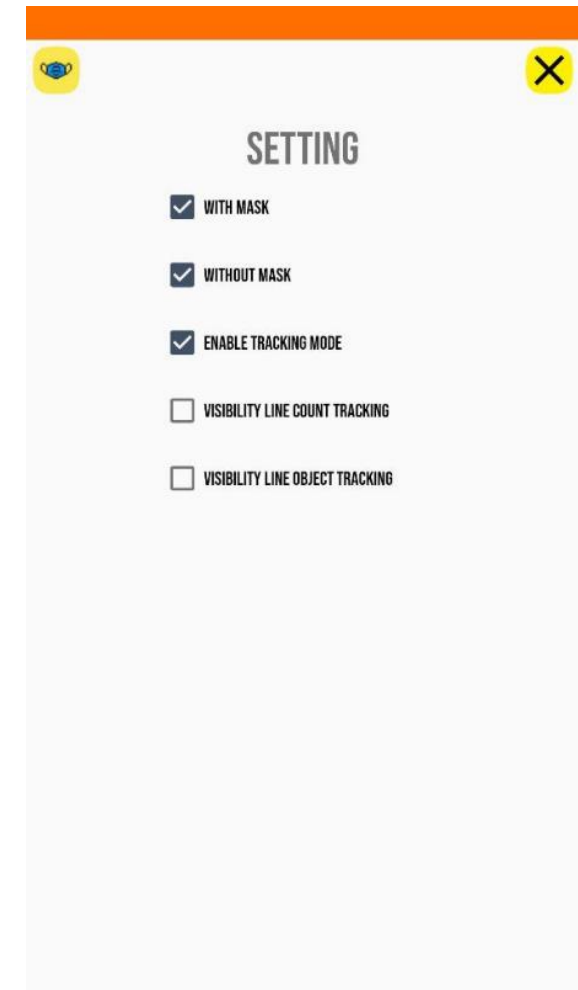 SETTING
WITH MASK
WITHOUT MASK
ENABLE TRACKING MODE
VISIBILITY LINE COUNT TRACKING
VISIBILITY LINE OBJECT TRACKING